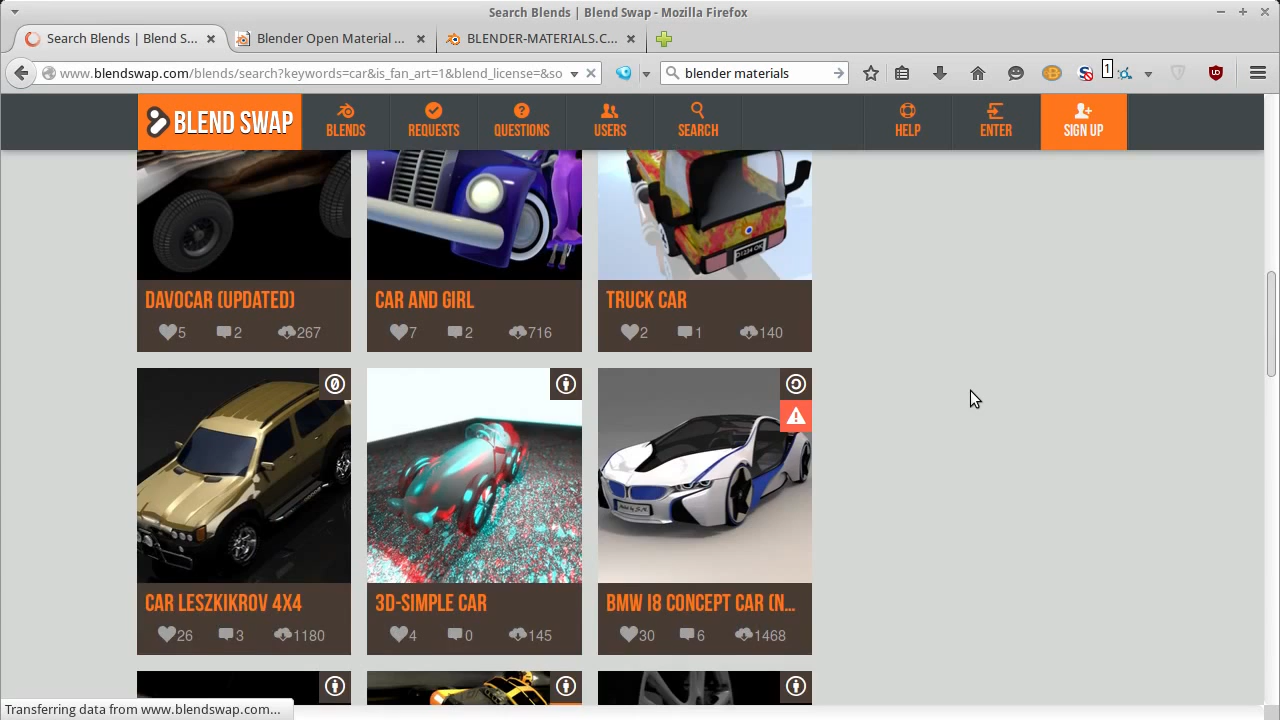 Search Blends | Blend Swap - Mozilla Firefox
Search Blends | Blend S...
Blender Open Material ...
BLENDER-MATERIALS.C...
www.blendswap.com/blends/search?keywords=car&is_fan_art=1&blend_license=&so
blender materials
1
BLEND SWAP
BLENDS
REQUESTS
QUESTIONS
USERS
SEARCH
HELP
ENTER
SIGN UP
DAVOCAR (UPDATED)
5 2 267
CAR AND GIRL
7 2 716
TRUCK CAR
2 1 140
CAR LESZKIKROV 4X4
26 3 1180
3D-SIMPLE CAR
4 0 145
BMW I8 CONCEPT CAR (N...
30 6 1468
Transferring data from www.blendswap.com...